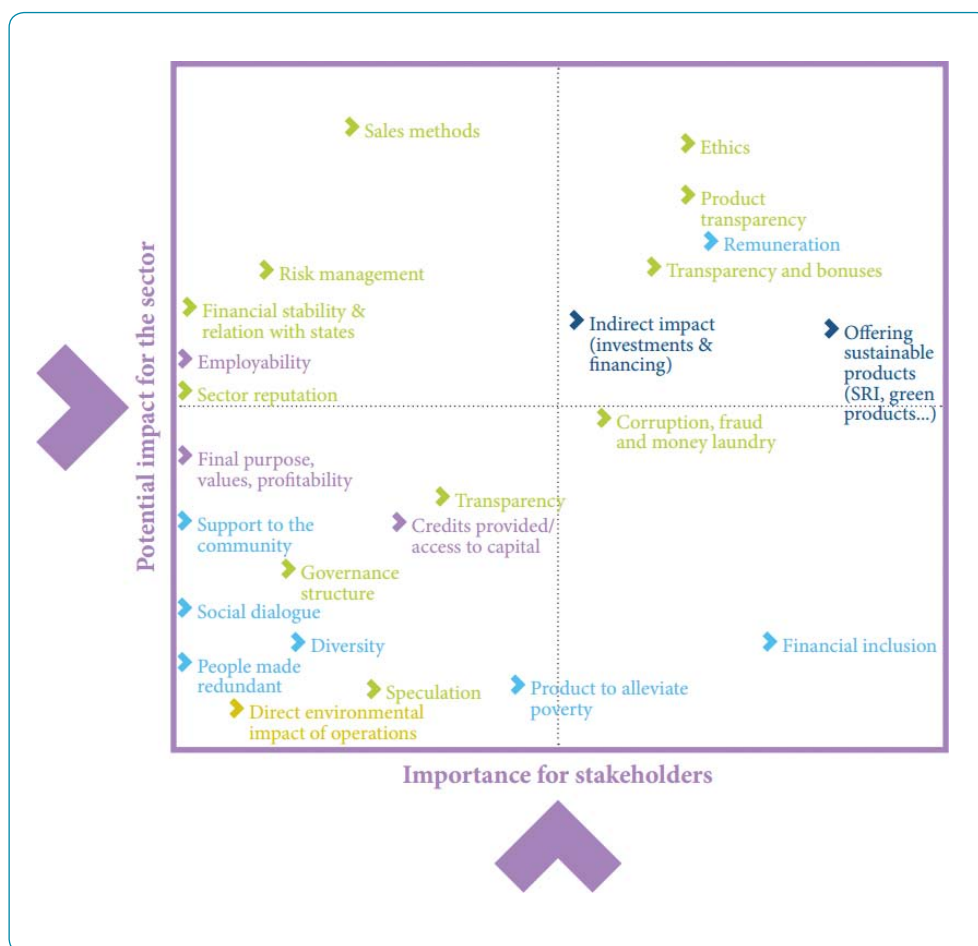 Potential impact for the sector
Sales methods
Ethics
Product
transparency
Remuneration
Transparency and bonuses
Risk management
Financial stability &
relation with states
Indirect impact
(investments &
financing)
Offering
sustainable
products
(SRI, green
products...)
Employability
Sector reputation
Corruption, fraud
and money laundry
Final purpose,
values, profitability
Transparency
Credits provided/
access to capital
Support to the
community
Governance
structure
Social dialogue
Diversity
Financial inclusion
People made
redundant
Speculation
Product to alleviate
poverty
Direct environmental
impact of operations
Importance for stakeholders